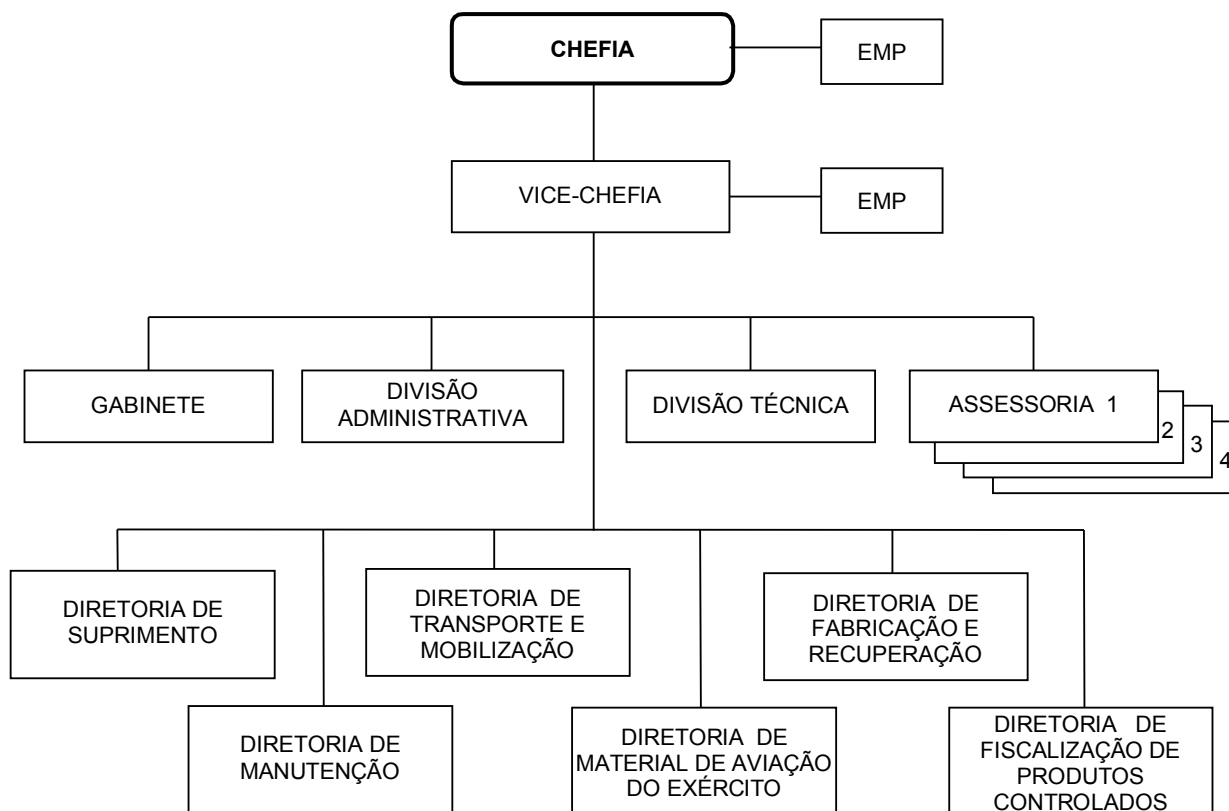 CHEFIA
EMP
VICE-CHEFIA
EMP
GABINETE
DIVISÃO
ADMINISTRATIVA
DIVISÃO TÉCNICA
ASSESSORIA 1
2
3
4
DIRETORIA DE
SUPRIMENTO
DIRETORIA DE
TRANSPORTE E
MOBILIZAÇÃO
DIRETORIA DE
FABRICAÇÃO E
RECUPERAÇÃO
DIRETORIA DE
MANUTENÇÃO
DIRETORIA DE
MATERIAL DE AVIAÇÃO
DO EXÉRCITO
DIRETORIA DE
FISCALIZAÇÃO DE
PRODUTOS
CONTROLADOS